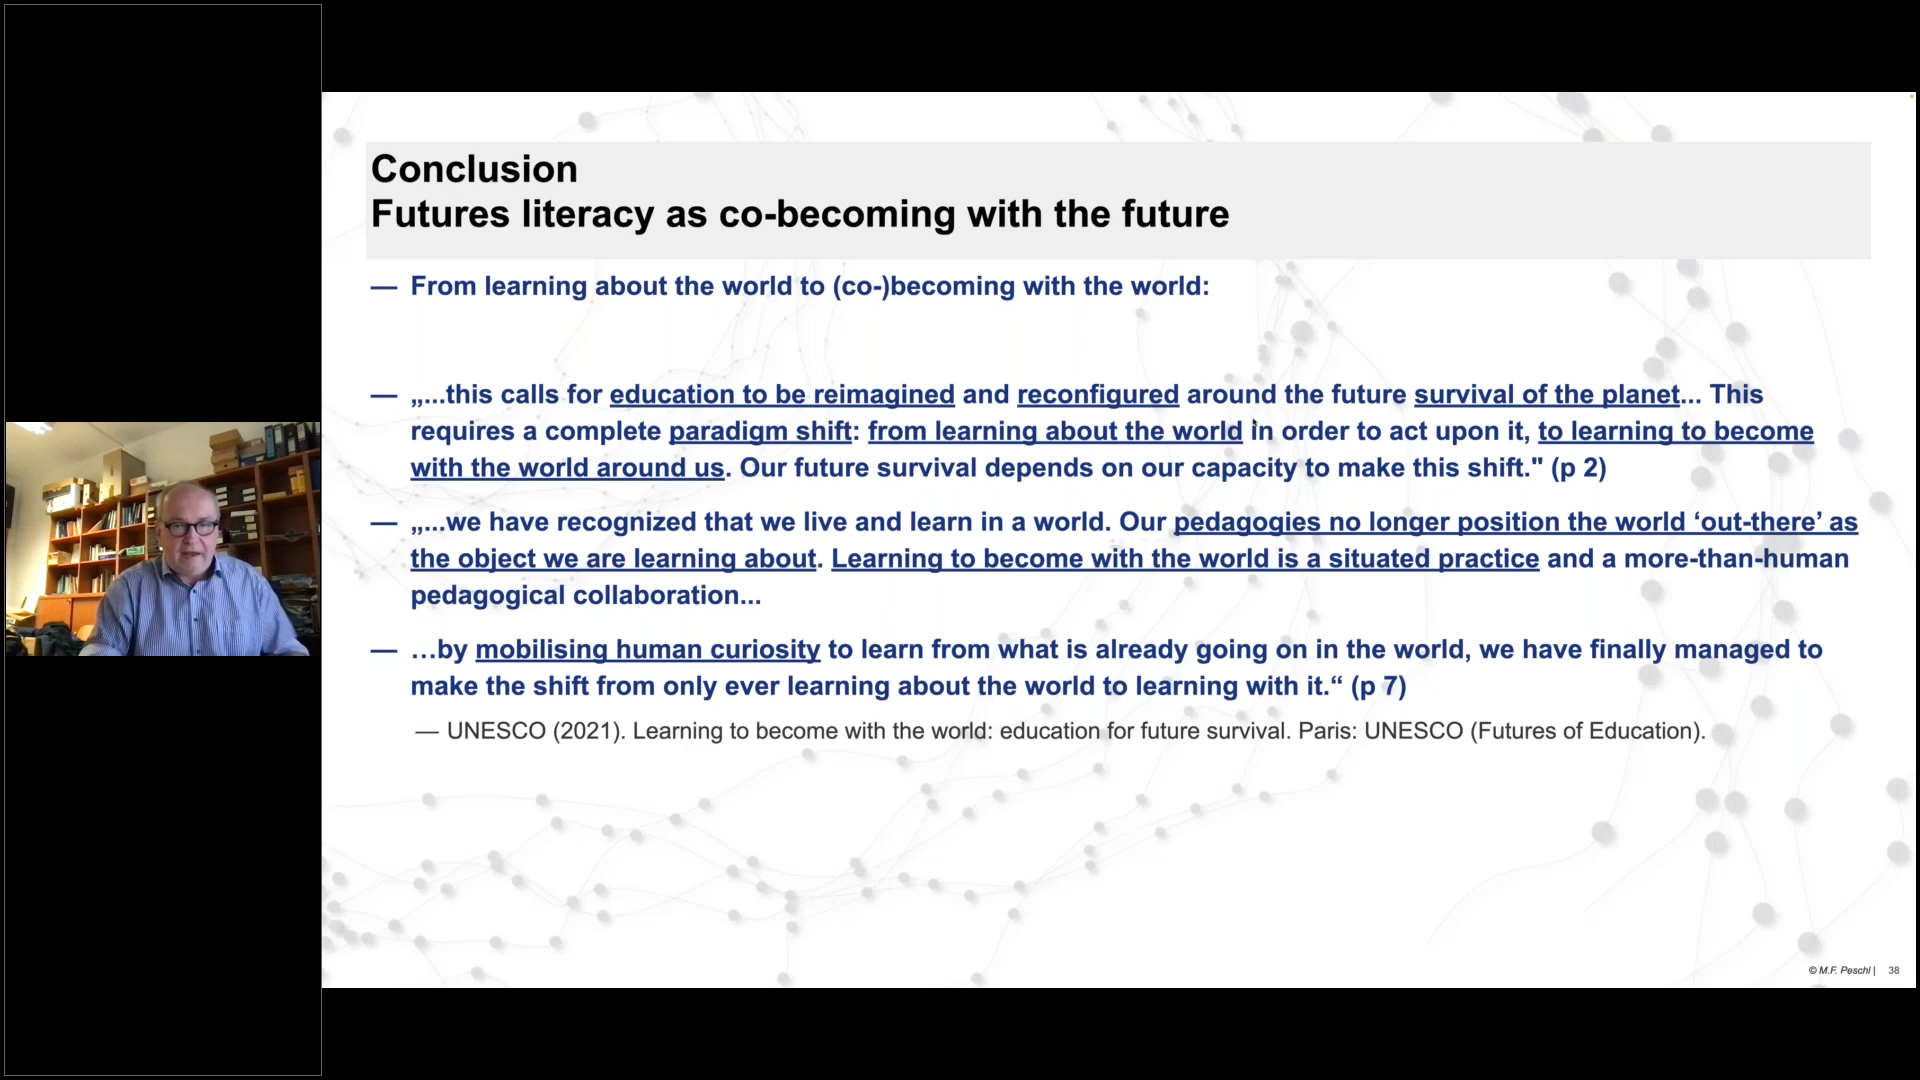 Conclusion
Futures literacy as co-becoming with the future
— From learning about the world to (co-)becoming with the world:
— „...this calls for education to be reimagined and reconfigured around the future survival of the planet... This
requires a complete paradigm shift: from learning about the world in order to act upon it, to learning to become
with the world around us. Our future survival depends on our capacity to make this shift." (p 2)
— „...we have recognized that we live and learn in a world. Our pedagogies no longer position the world ‘out-there’ as
the object we are learning about. Learning to become with the world is a situated practice and a more-than-human
pedagogical collaboration...
— …by mobilising human curiosity to learn from what is already going on in the world, we have finally managed to
make the shift from only ever learning about the world to learning with it.“ (p 7)
— UNESCO (2021). Learning to become with the world: education for future survival. Paris: UNESCO (Futures of Education).
© M.F. Peschl | 38